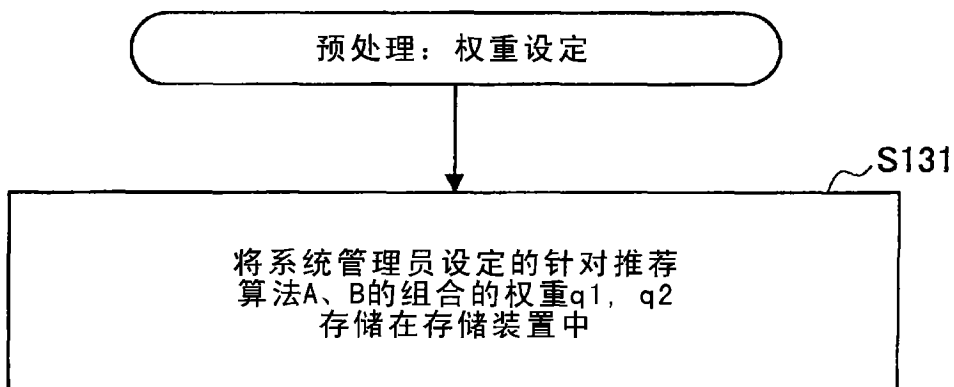 预处理：权重设定
S131
将系统管理员设定的针对推荐
算法A、B的组合的权重q1, q2
存储在存储装置中